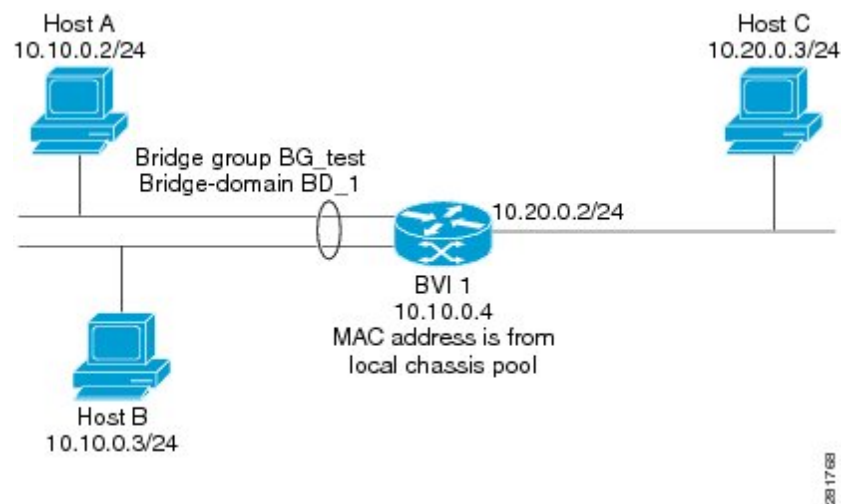 Host A
10.10.0.2/24
Host C
10.20.0.3/24
Bridge group BG_test
Bridge-domain BD_1
10.20.0.2/24
BVI 1
10.10.0.4
MAC address is from
local chassis pool
Host B
10.10.0.3/24
281768